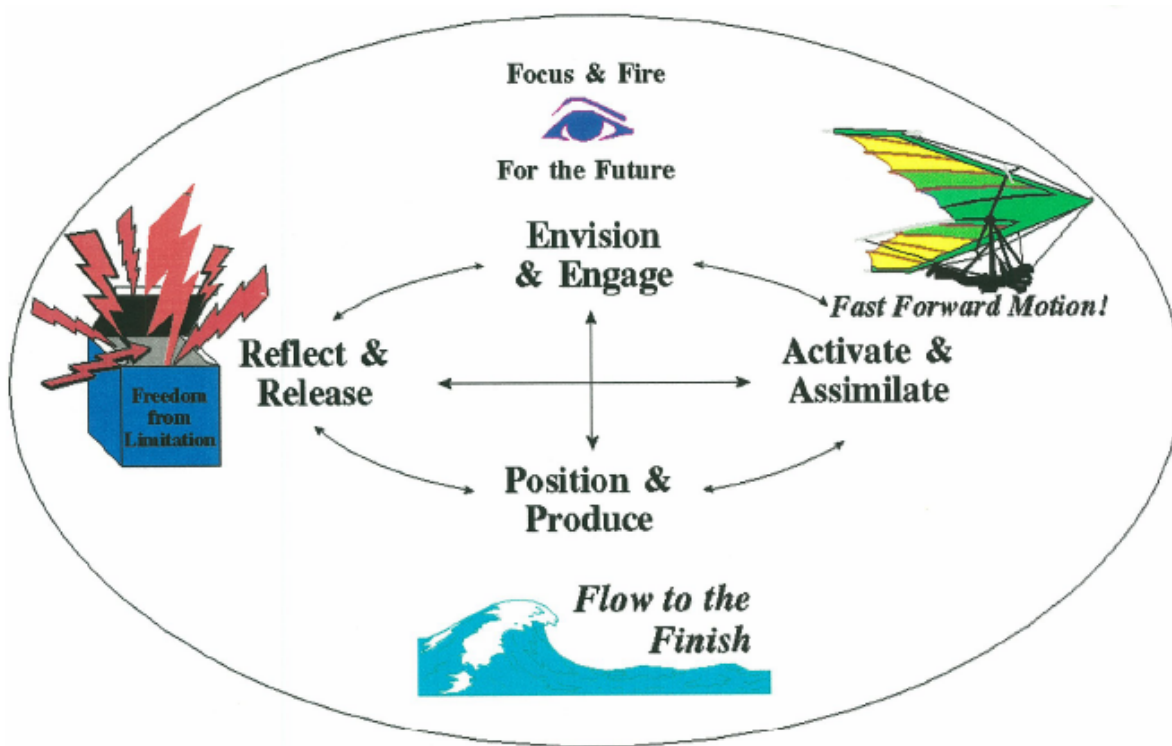 Focus & Fire
For the Future
Envision
& Engage
Fast Forward Motion!
Reflect &
Release
Activate &
Assimilate
Freedom
from
Limitation
Position &
Produce
Flow to the
Finish